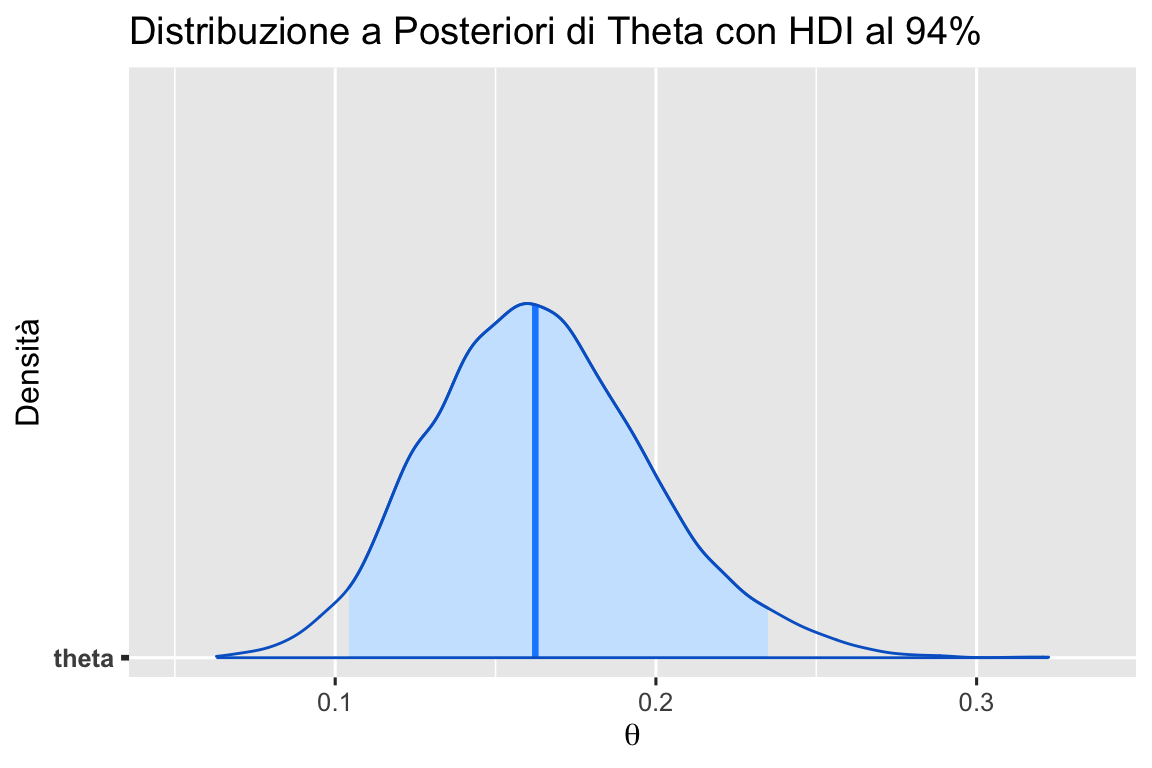 Distribuzione a Posteriori di Theta con HDI al 94%
Densità
theta
0.1 0.2 0.3
θ